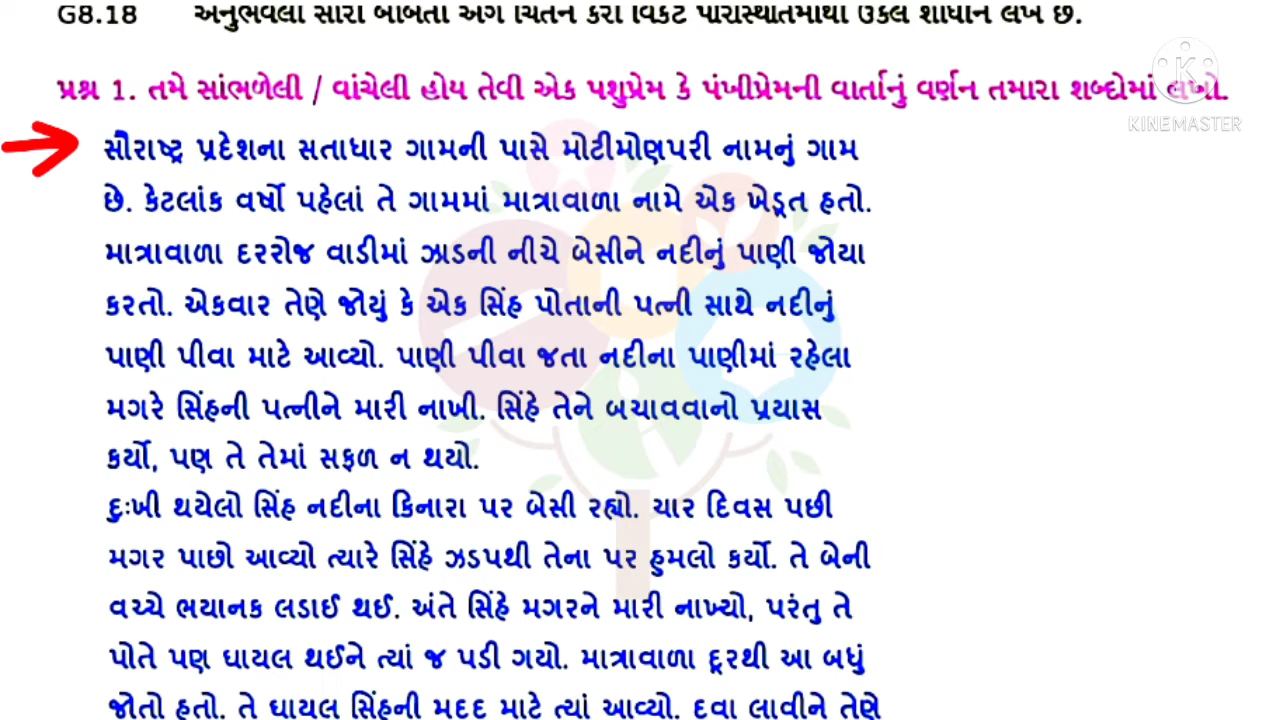 G8.18 અનુભવેલી સારી બાબતો અંગે ચિંતન કરી વિકટ પરિસ્થિતિમાંથી ઉકેલ શોધીને લખે છે.
પ્રશ્ન 1. તમે સાંભળેલી / વાંચેલી હોય તેવી એક પશુપ્રેમ કે પંખીપ્રેમની વાર્તાનું વર્ણન તમારા શબ્દોમાં લખો.
KINEMASTER
સૌરાષ્ટ્ર પ્રદેશના સતાધાર ગામની પાસે મોટીમોણપરી નામનું ગામ
છે. કેટલાંક વર્ષો પહેલાં તે ગામમાં માત્રાવાળા નામે એક ખેડૂત હતો.
માત્રાવાળા દરરોજ વાડીમાં ઝાડની નીચે બેસીને નદીનું પાણી જોયા
કરતો. એકવાર તેણે જોયું કે એક સિંહ પોતાની પત્ની સાથે નદીનું
પાણી પીવા માટે આવ્યો. પાણી પીવા જતા નદીના પાણીમાં રહેલા
મગરે સિંહની પત્નીને મારી નાખી. સિંહે તેને બચાવવાનો પ્રયાસ
કર્યો, પણ તે તેમાં સફળ ન થયો.
દુઃખી થયેલો સિંહ નદીના કિનારા પર બેસી રહ્યો. ચાર દિવસ પછી
મગર પાછો આવ્યો ત્યારે સિંહે ઝડપથી તેના પર હુમલો કર્યો. તે બેની
વચ્ચે ભયાનક લડાઈ થઈ. અંતે સિંહે મગરને મારી નાખ્યો, પરંતુ તે
પોતે પણ ઘાયલ થઈને ત્યાં જ પડી ગયો. માત્રાવાળા દૂરથી આ બધું
જોતો હતો. તે ઘાયલ સિંહની મદદ માટે ત્યાં આવ્યો. દવા લાવીને તેણે